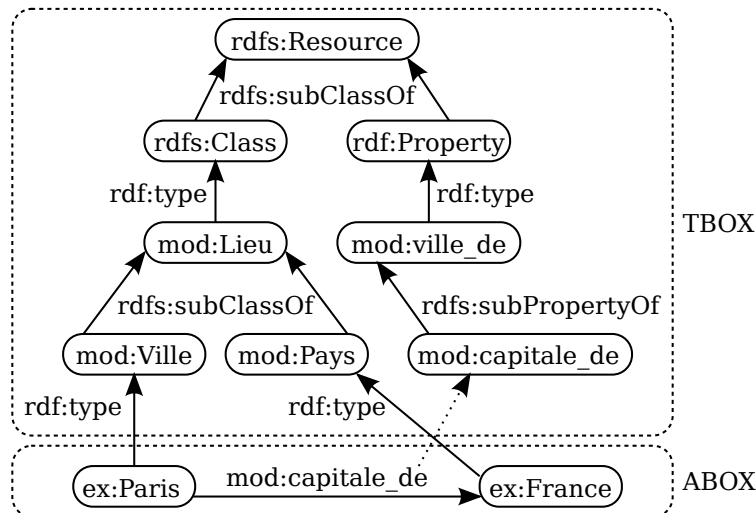 rdfs:Resource
rdfs:subClassOf
rdfs:Class
rdf:Property
rdf:type
rdf:type
TBOX
mod:Lieu
mod:ville_de
rdfs:subClassOf
rdfs:subPropertyOf
mod:Ville
mod:Pays
mod:capitale_de
rdf:type
rdf:type
mod:capitale_de
ex:Paris
ex:France
ABOX